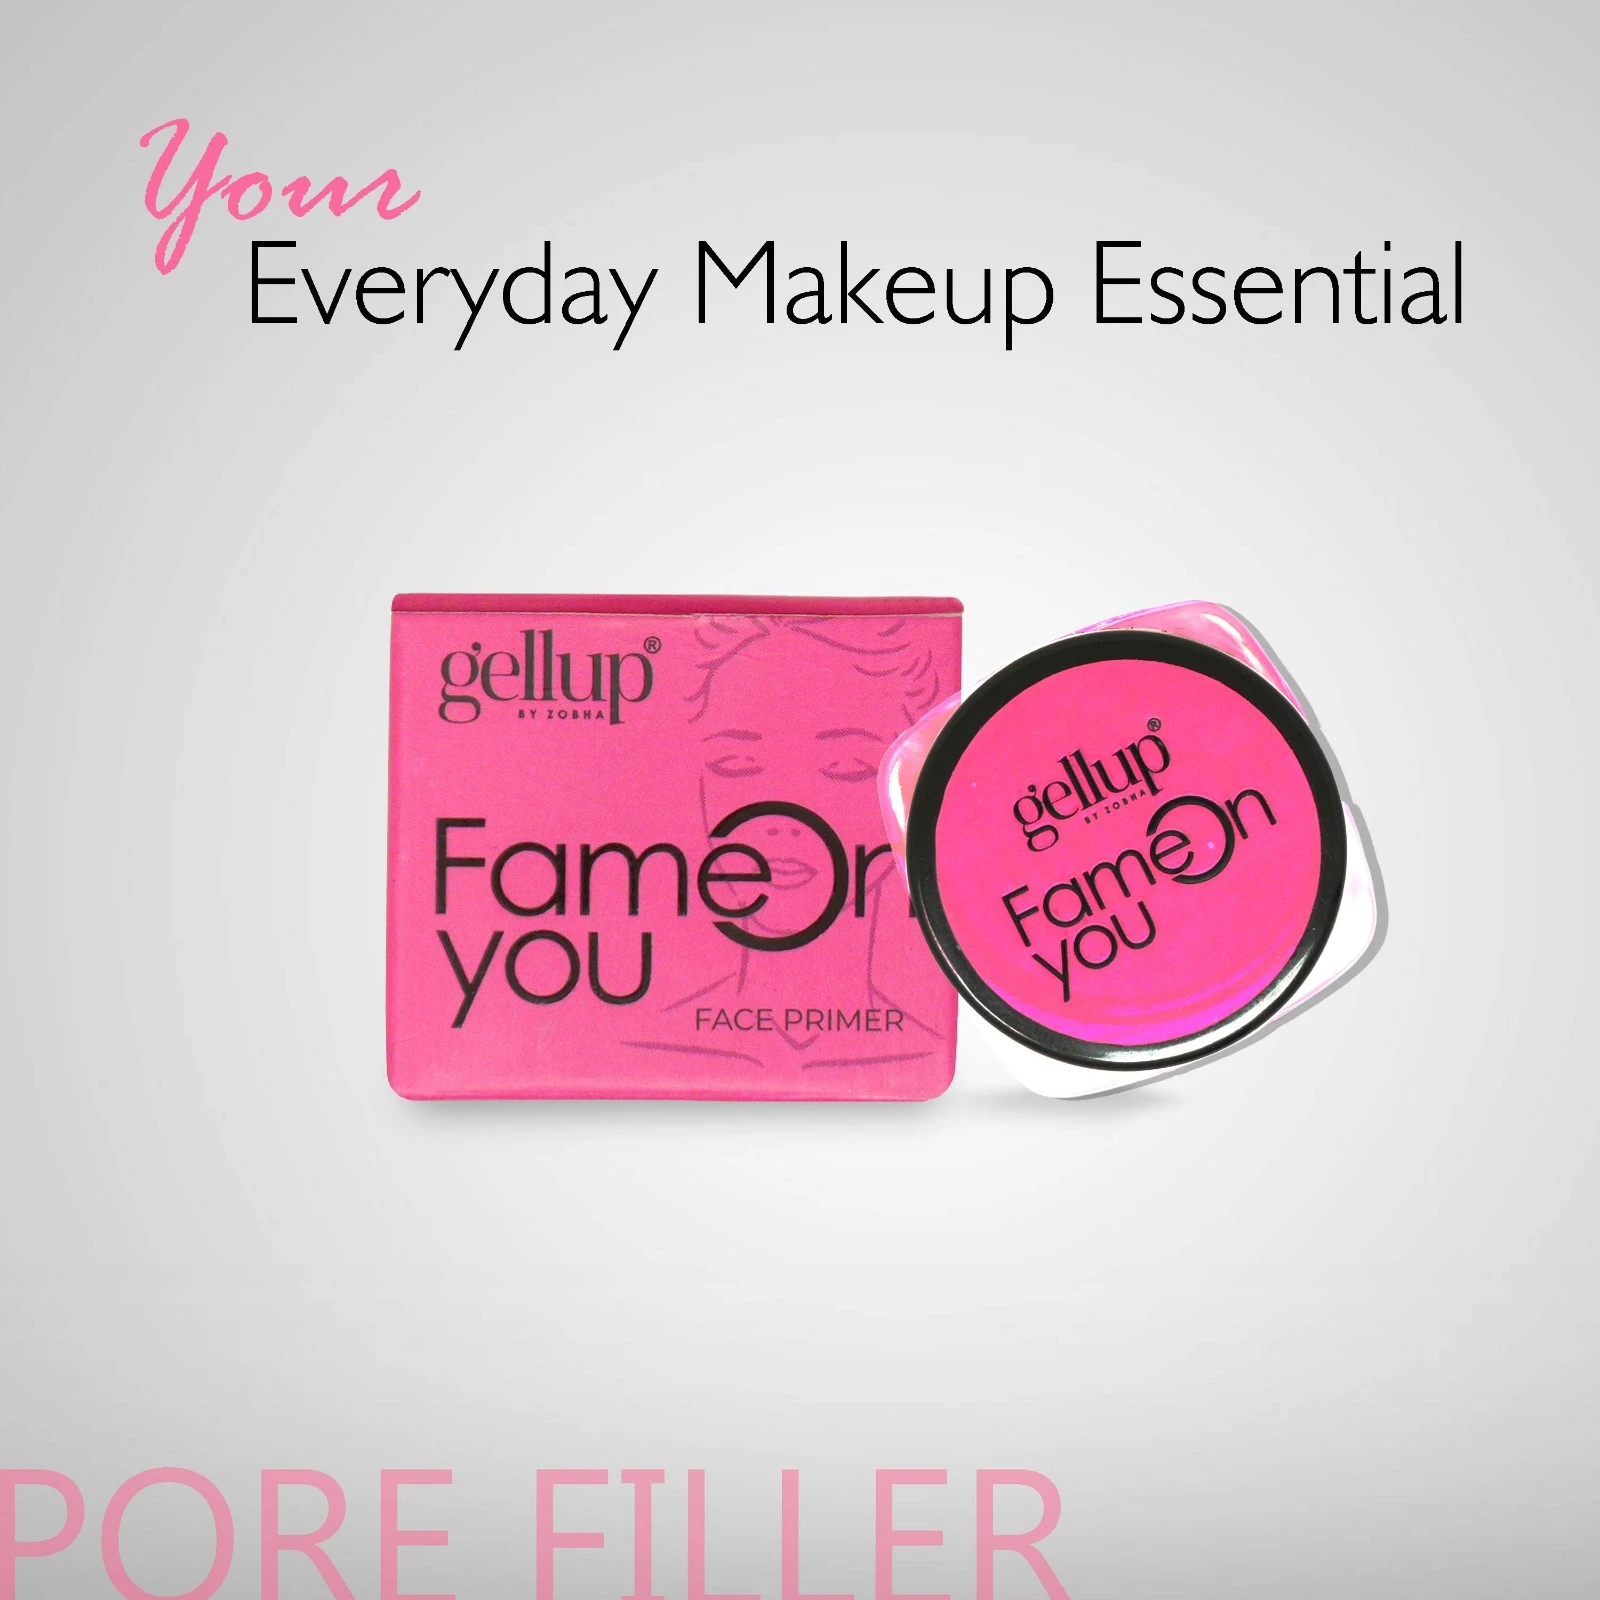 Your
Everyday Makeup Essential
gellup®
BY ZOBHA
FameOn
you
FACE PRIMER
gellup®
BY ZOBHA
FameOn
you
PORE FILLER